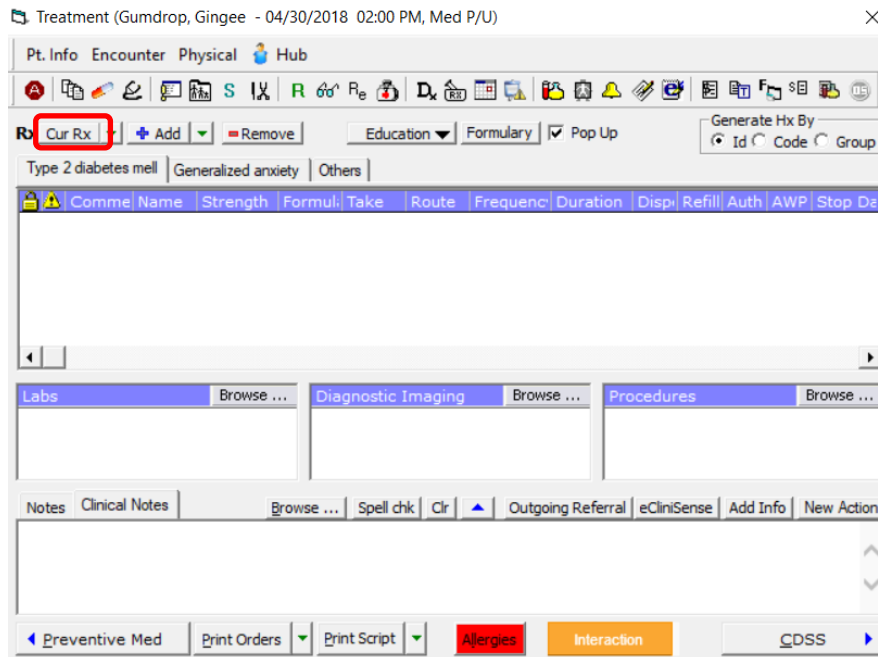 Treatment (Gumdrop, Gingee - 04/30/2018 02:00 PM, Med P/U)
Pt. Info Encounter Physical Hub
A S R Re Dx RX
Rx Cur Rx Add Remove Education Formulary Pop Up
Generate Hx By
Id Code Group
Type 2 diabetes mell Generalized anxiety Others
Comme Name Strength Formul Take Route Frequenc Duration Disp Refill Auth AWP Stop Da
Labs Browse ... Diagnostic Imaging Browse ... Procedures Browse ...
Notes Clinical Notes Browse ... Spell chk Clr Outgoing Referral eCliniSense Add Info New Action
Preventive Med Print Orders Print Script Allergies Interaction CDSS